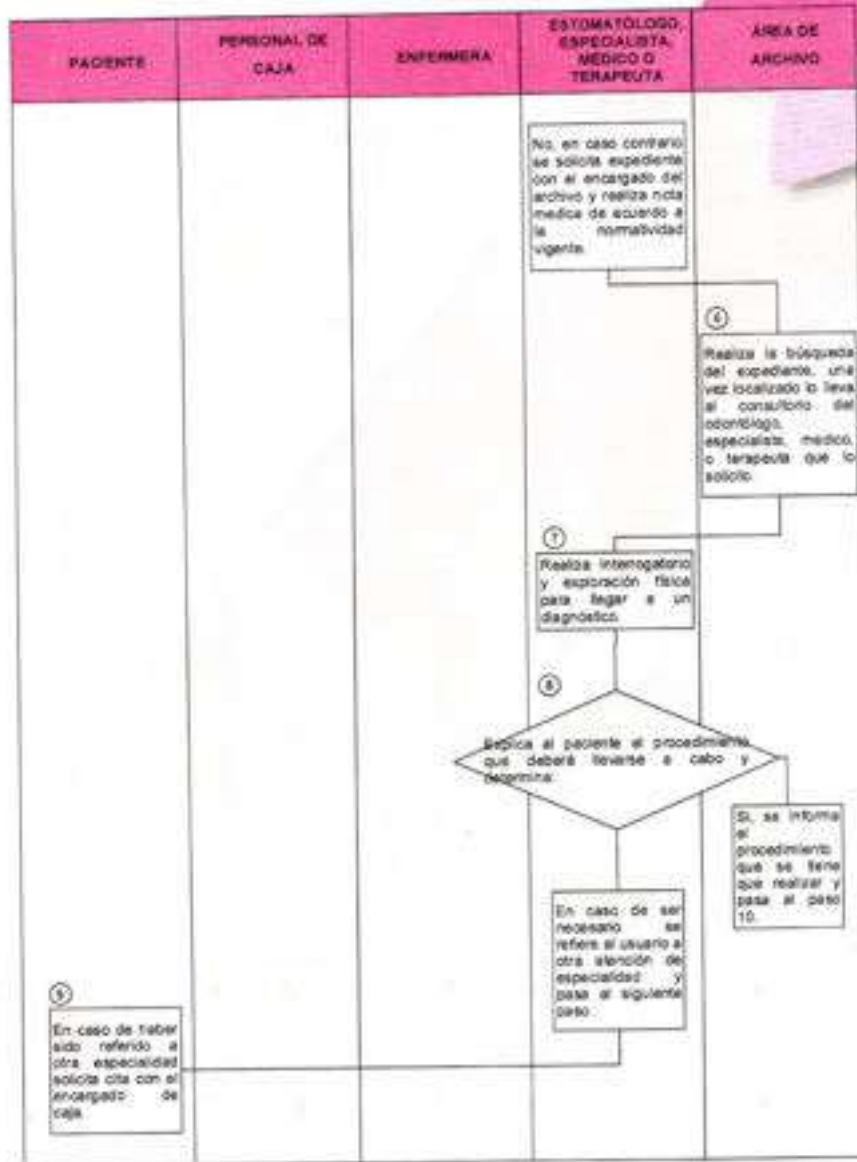 PACIENTE
PERSONAL DE
CAJA
ENFERMERA
ESTOMATÓLOGO,
ESPECIALISTA,
MÉDICO O
TERAPEUTA
ÁREA DE
ARCHIVO
No, en caso contrario
se solicita expediente
con el encargado del
archivo y realiza nota
medica de acuerdo a
la normatividad
vigente.
6
Realiza la búsqueda
del expediente, una
vez localizado lo lleva
al consultorio del
odontólogo,
especialista, medico,
o terapeuta que lo
solicito.
7
Realiza interrogatorio
y exploración física
para llegar a un
diagnóstico.
8
Explica al paciente el procedimiento
que deberá llevarse a cabo y
determina:
Si, se informa
el
procedimiento
que se tiene
que realizar y
pasa al paso
10.
En caso de ser
necesario se
refiere al usuario a
otra atención de
especialidad y
pasa al siguiente
paso
9
En caso de haber
sido referido a
otra especialidad
solicita cita con el
encargado de
caja.